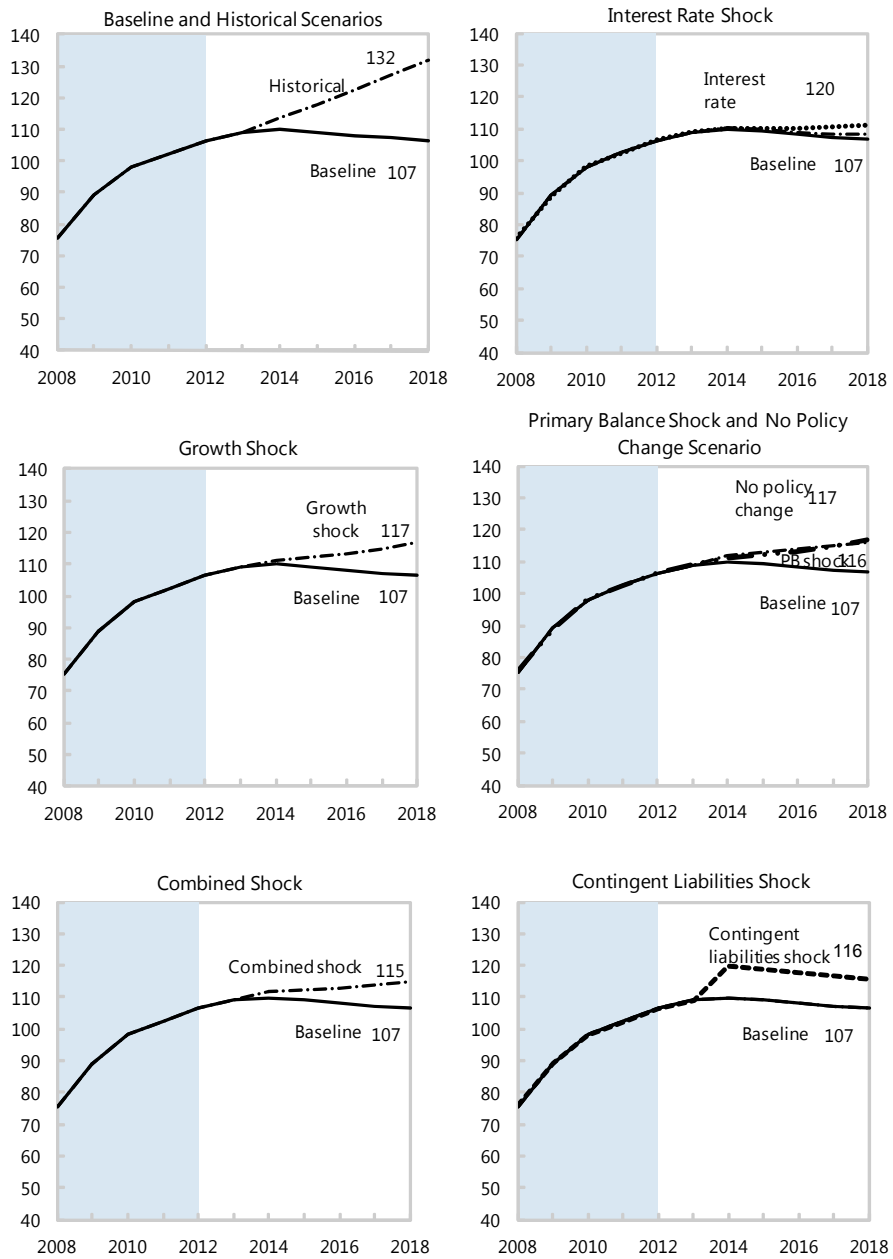 Baseline and Historical Scenarios
140
130
120
110
100
90
80
70
60
50
40
132
Historical
Baseline 107
2008 2010 2012 2014 2016 2018
Interest Rate Shock
140
130
120
110
100
90
80
70
60
50
40
Interest
rate
120
Baseline 107
2008 2010 2012 2014 2016 2018
Growth Shock
140
130
120
110
100
90
80
70
60
50
40
Growth
shock 117
Baseline 107
2008 2010 2012 2014 2016 2018
Primary Balance Shock and No Policy
Change Scenario
140
130
120
110
100
90
80
70
60
50
40
No policy
change
117
PB shock 116
Baseline 107
2008 2010 2012 2014 2016 2018
Combined Shock
140
130
120
110
100
90
80
70
60
50
40
Combined shock 115
Baseline 107
2008 2010 2012 2014 2016 2018
Contingent Liabilities Shock
140
130
120
110
100
90
80
70
60
50
40
Contingent
liabilities shock 116
Baseline 107
2008 2010 2012 2014 2016 2018